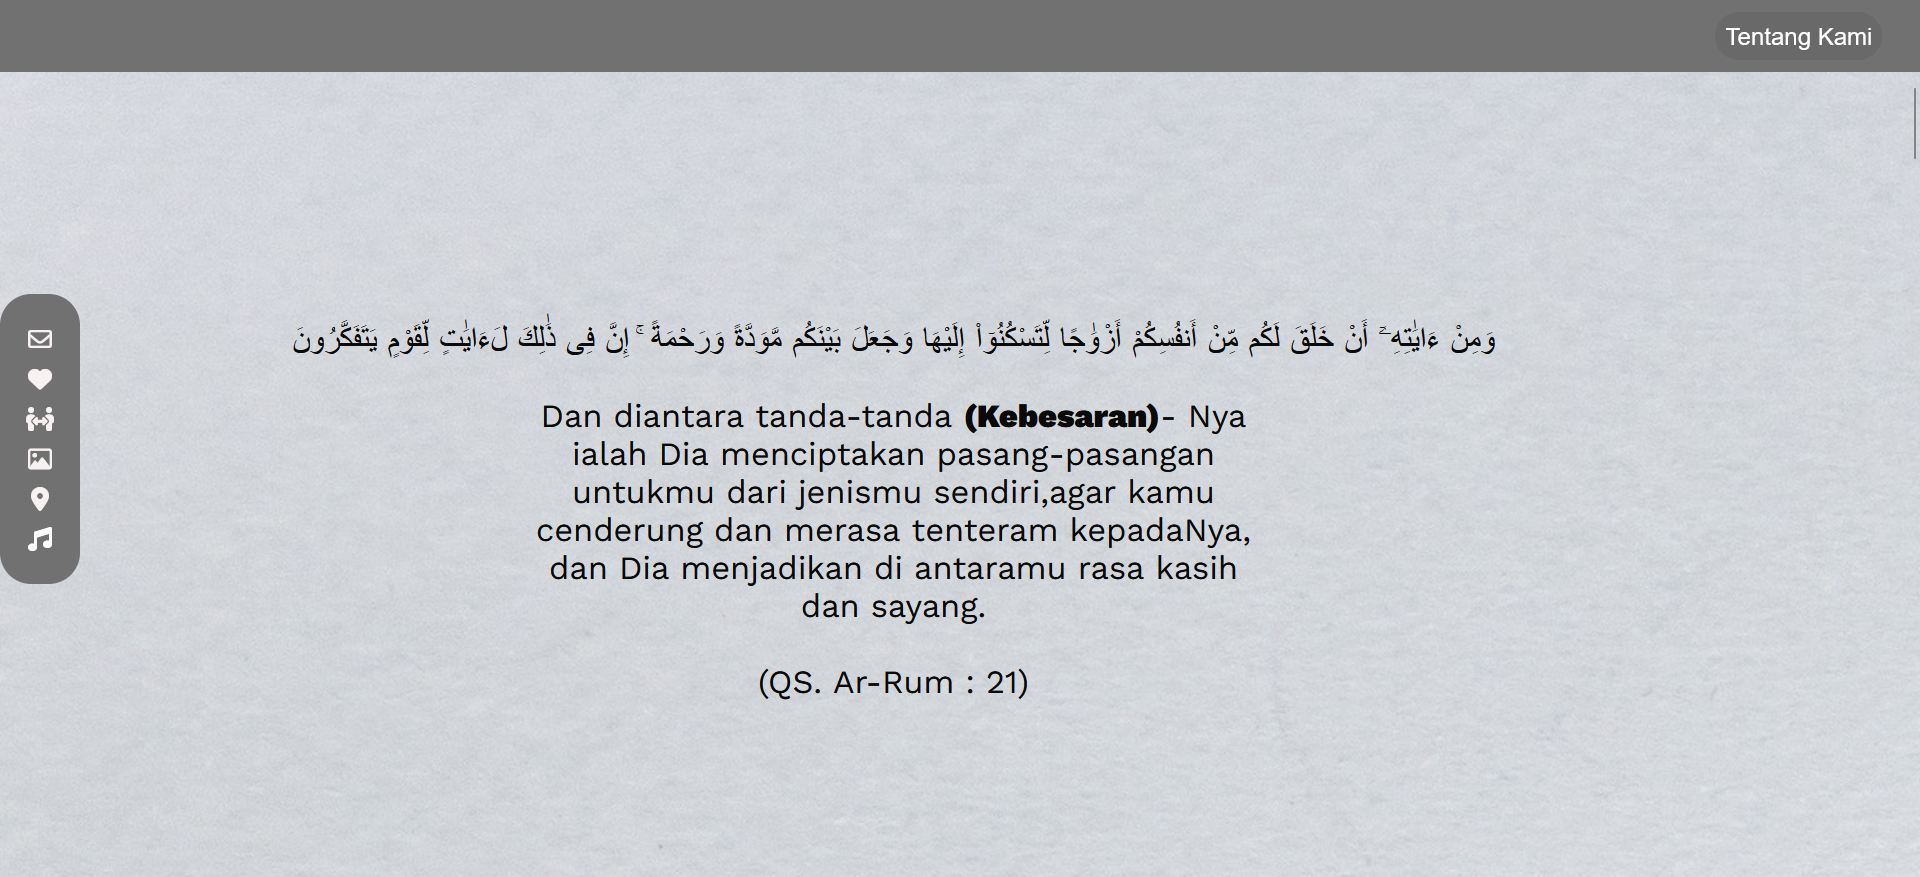 Tentang Kami
وَمِنْ ءَايَٰتِهِۦٓ أَنْ خَلَقَ لَكُم مِّنْ أَنفُسِكُمْ أَزْوَٰجًا لِّتَسْكُنُوٓا۟ إِلَيْهَا وَجَعَلَ بَيْنَكُم مَّوَدَّةً وَرَحْمَةً ۚ إِنَّ فِى ذَٰلِكَ لَءَايَٰتٍ لِّقَوْمٍ يَتَفَكَّرُونَ
Dan diantara tanda-tanda (Kebesaran)- Nya
ialah Dia menciptakan pasang-pasangan
untukmu dari jenismu sendiri,agar kamu
cenderung dan merasa tenteram kepadaNya,
dan Dia menjadikan di antaramu rasa kasih
dan sayang.
(QS. Ar-Rum : 21)